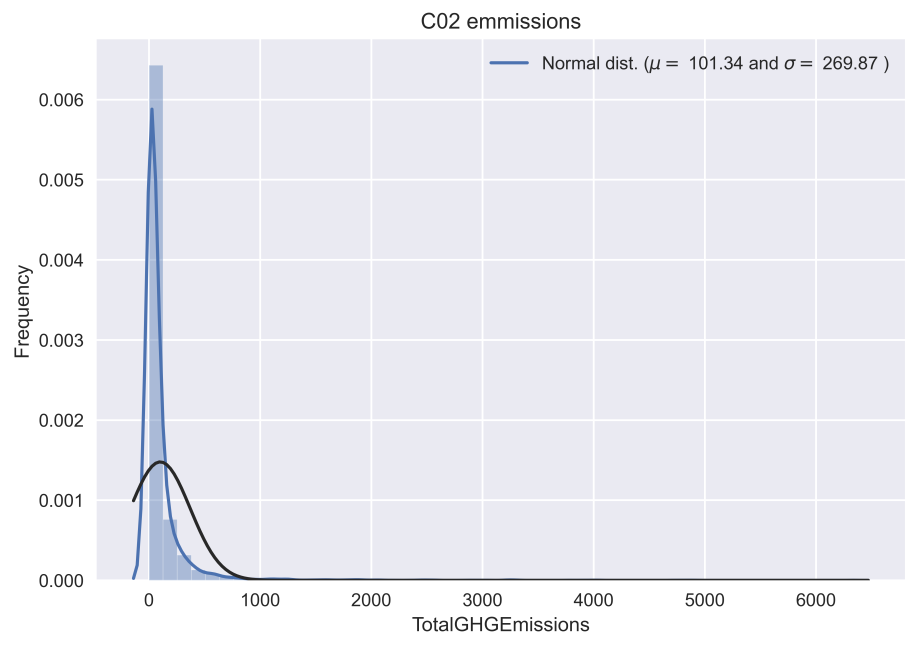 C02 emmissions
Normal dist. (μ = 101.34 and σ = 269.87 )
Frequency
0.006
0.005
0.004
0.003
0.002
0.001
0.000
0 1000 2000 3000 4000 5000 6000
TotalGHGEmissions